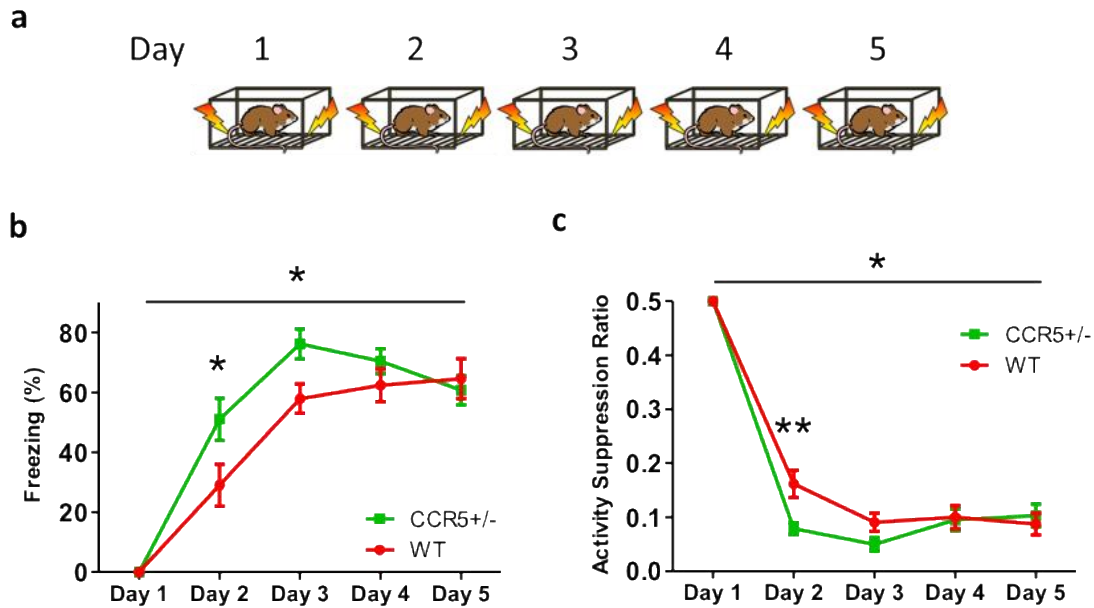 a
Day 1 2 3 4 5
b
*
*
Freezing (%)
80
60
40
20
0
CCR5+/-
WT
Day 1 Day 2 Day 3 Day 4 Day 5
c
*
**
Activity Suppression Ratio
0.5
0.4
0.3
0.2
0.1
0.0
CCR5+/-
WT
Day 1 Day 2 Day 3 Day 4 Day 5